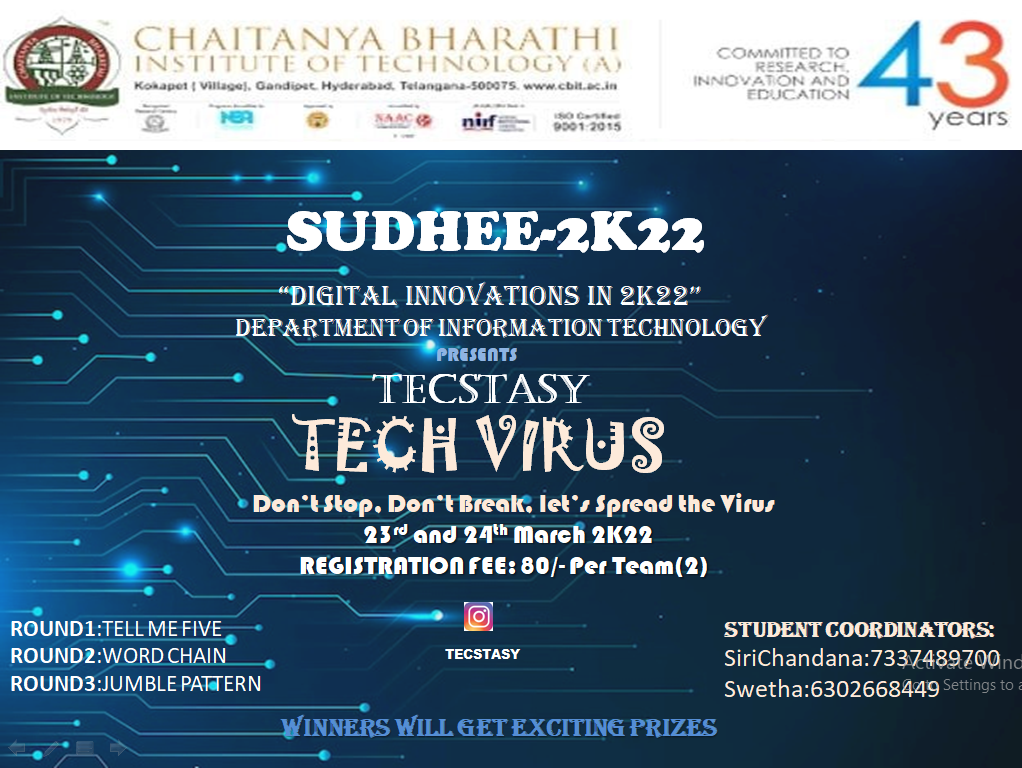 CHAITANYA BHARATHI
INSTITUTE OF TECHNOLOGY (A)
Kokapet ( Village), Gandipet, Hyderabad, Telangana-500075. www.cbit.ac.in
NBA
NAAC
nirf
ISO Certified
9001:2015
COMMITTED TO
RESEARCH,
INNOVATION AND
EDUCATION
43
years
SUDHEE-2K22
“DIGITAL INNOVATIONS IN 2K22”
DEPARTMENT OF INFORMATION TECHNOLOGY
PRESENTS
TECSTASY
TECH VIRUS
Don't Stop, Don't Break, let's Spread the Virus
23rd and 24th March 2K22
REGISTRATION FEE: 80/- Per Team(2)
TECSTASY
ROUND1:TELL ME FIVE
ROUND2:WORD CHAIN
ROUND3:JUMBLE PATTERN
STUDENT COORDINATORS:
SiriChandana:7337489700
Swetha:6302668449
Activate Wind
Go to Settings to a
WINNERS WILL GET EXCITING PRIZES